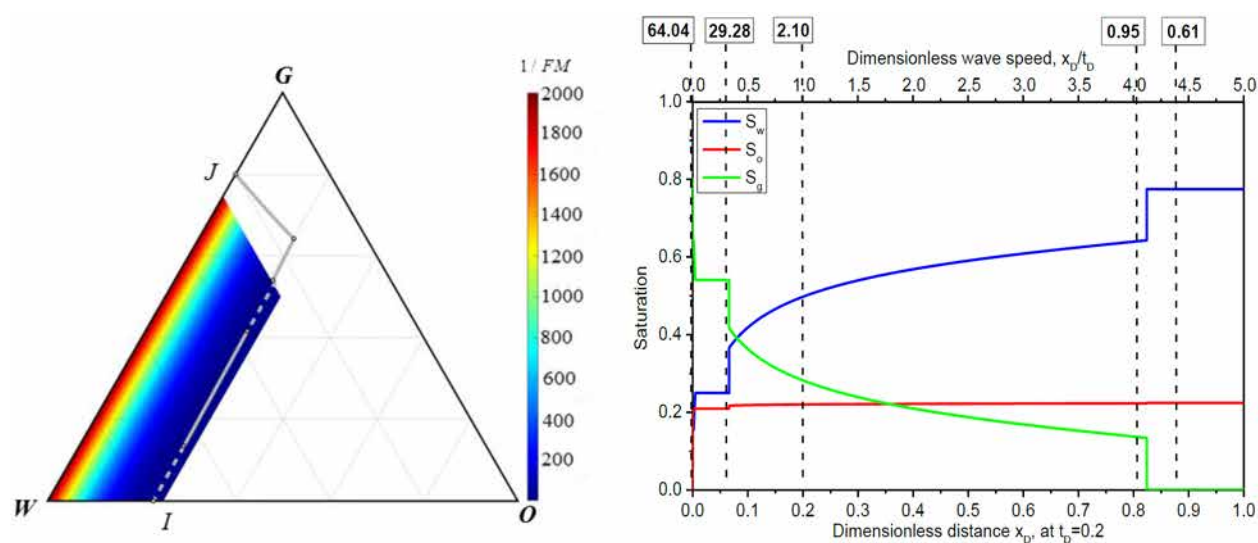 1/ FM
G
J
W
I
O
2000
1800
1600
1400
1200
1000
800
600
400
200
64.04 29.28 2.10 0.95 0.61
Dimensionless wave speed, x_D/t_D
0.0 0.5 1.0 1.5 2.0 2.5 3.0 3.5 4.0 4.5 5.0
S_w
S_o
S_g
Saturation
1.0
0.8
0.6
0.4
0.2
0.0
0.0 0.1 0.2 0.3 0.4 0.5 0.6 0.7 0.8 0.9 1.0
Dimensionless distance x_D, at t_D=0.2